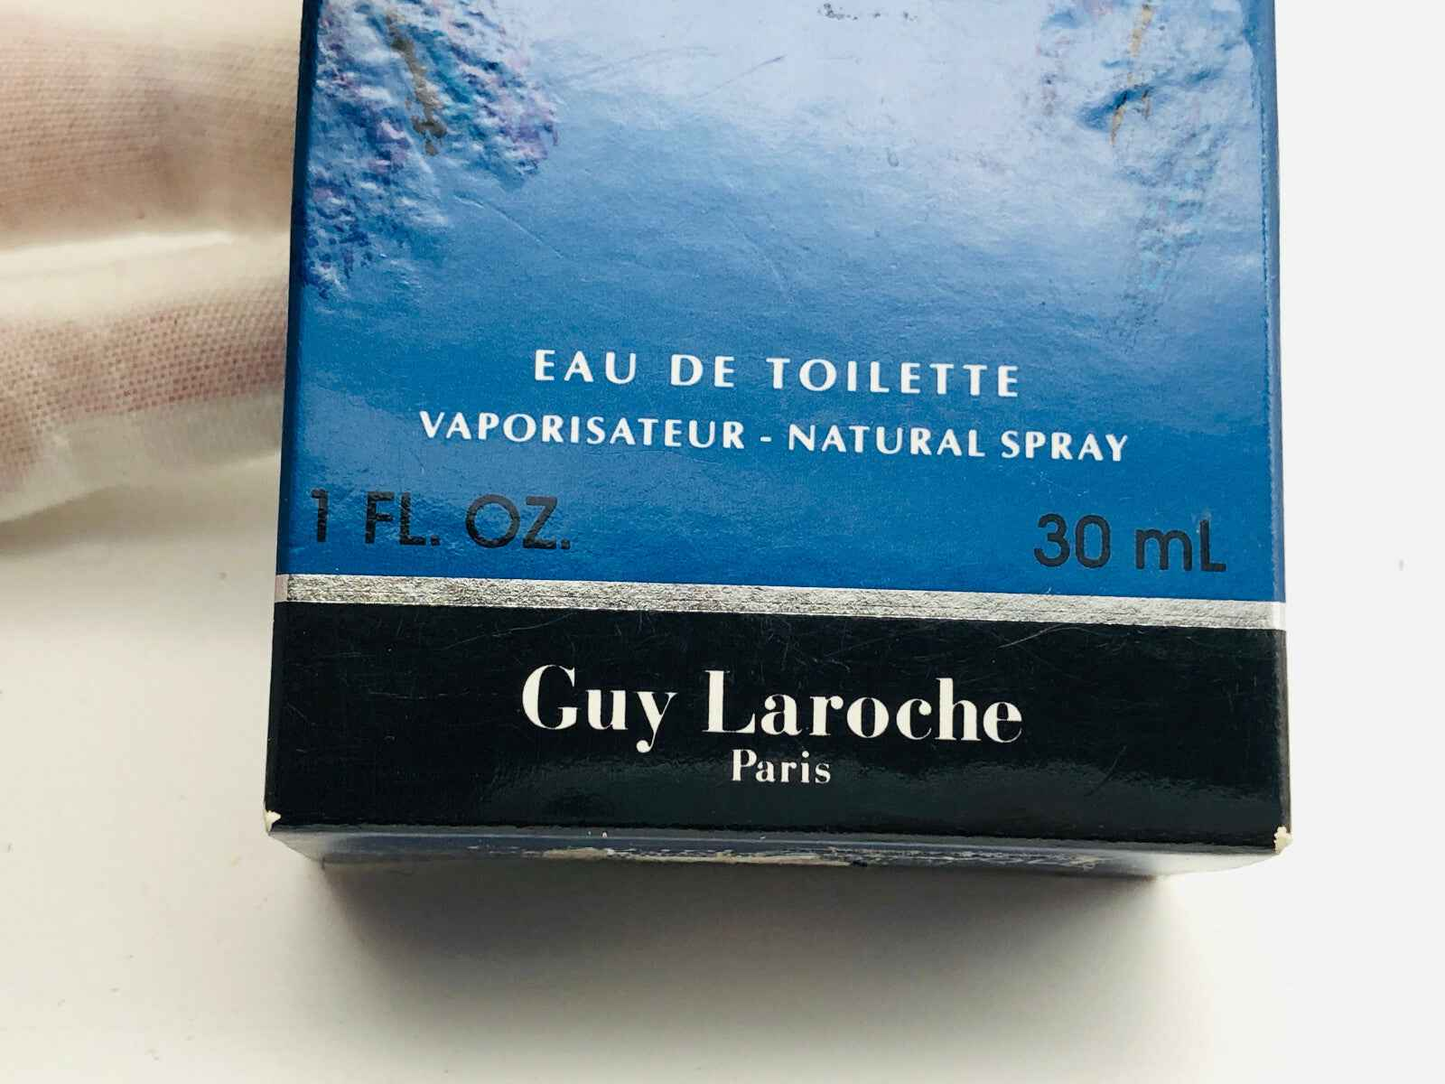 EAU DE TOILETTE
VAPORISATEUR - NATURAL SPRAY
1 FL. OZ. 30 mL
Guy Laroche
Paris